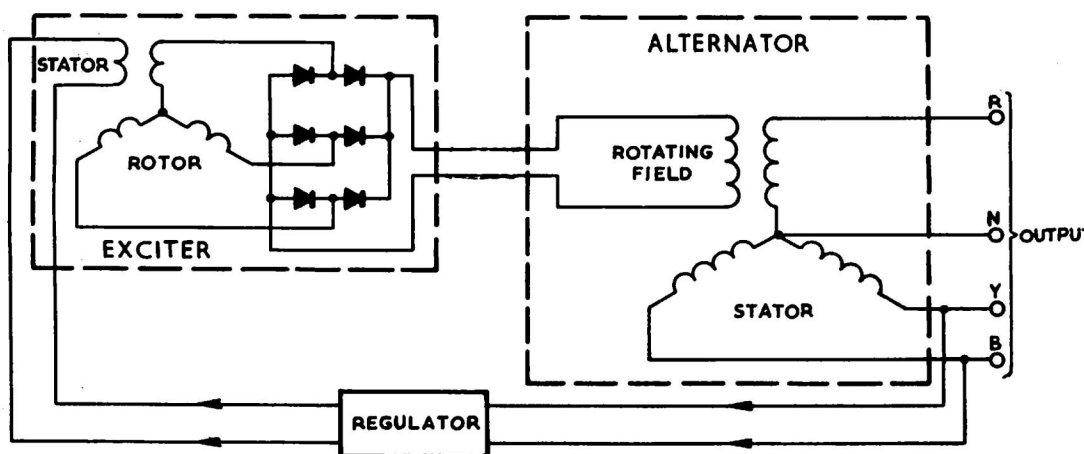 STATOR
ROTOR
EXCITER
ALTERNATOR
ROTATING
FIELD
STATOR
R
N
OUTPUT
Y
B
REGULATOR